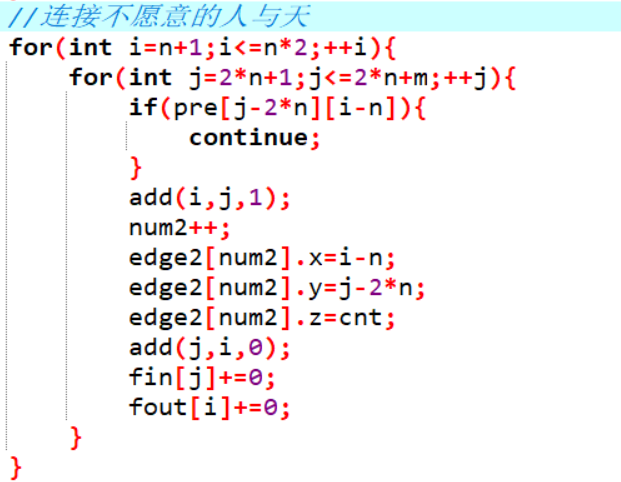 //连接不愿意的人与天
for(int i=n+1;i<=n*2;++i){
    for(int j=2*n+1;j<=2*n+m;++j){
        if(pre[j-2*n][i-n]){
            continue;
        }
        add(i,j,1);
        num2++;
        edge2[num2].x=i-n;
        edge2[num2].y=j-2*n;
        edge2[num2].z=cnt;
        add(j,i,0);
        fin[j]+=0;
        fout[i]+=0;
    }
}